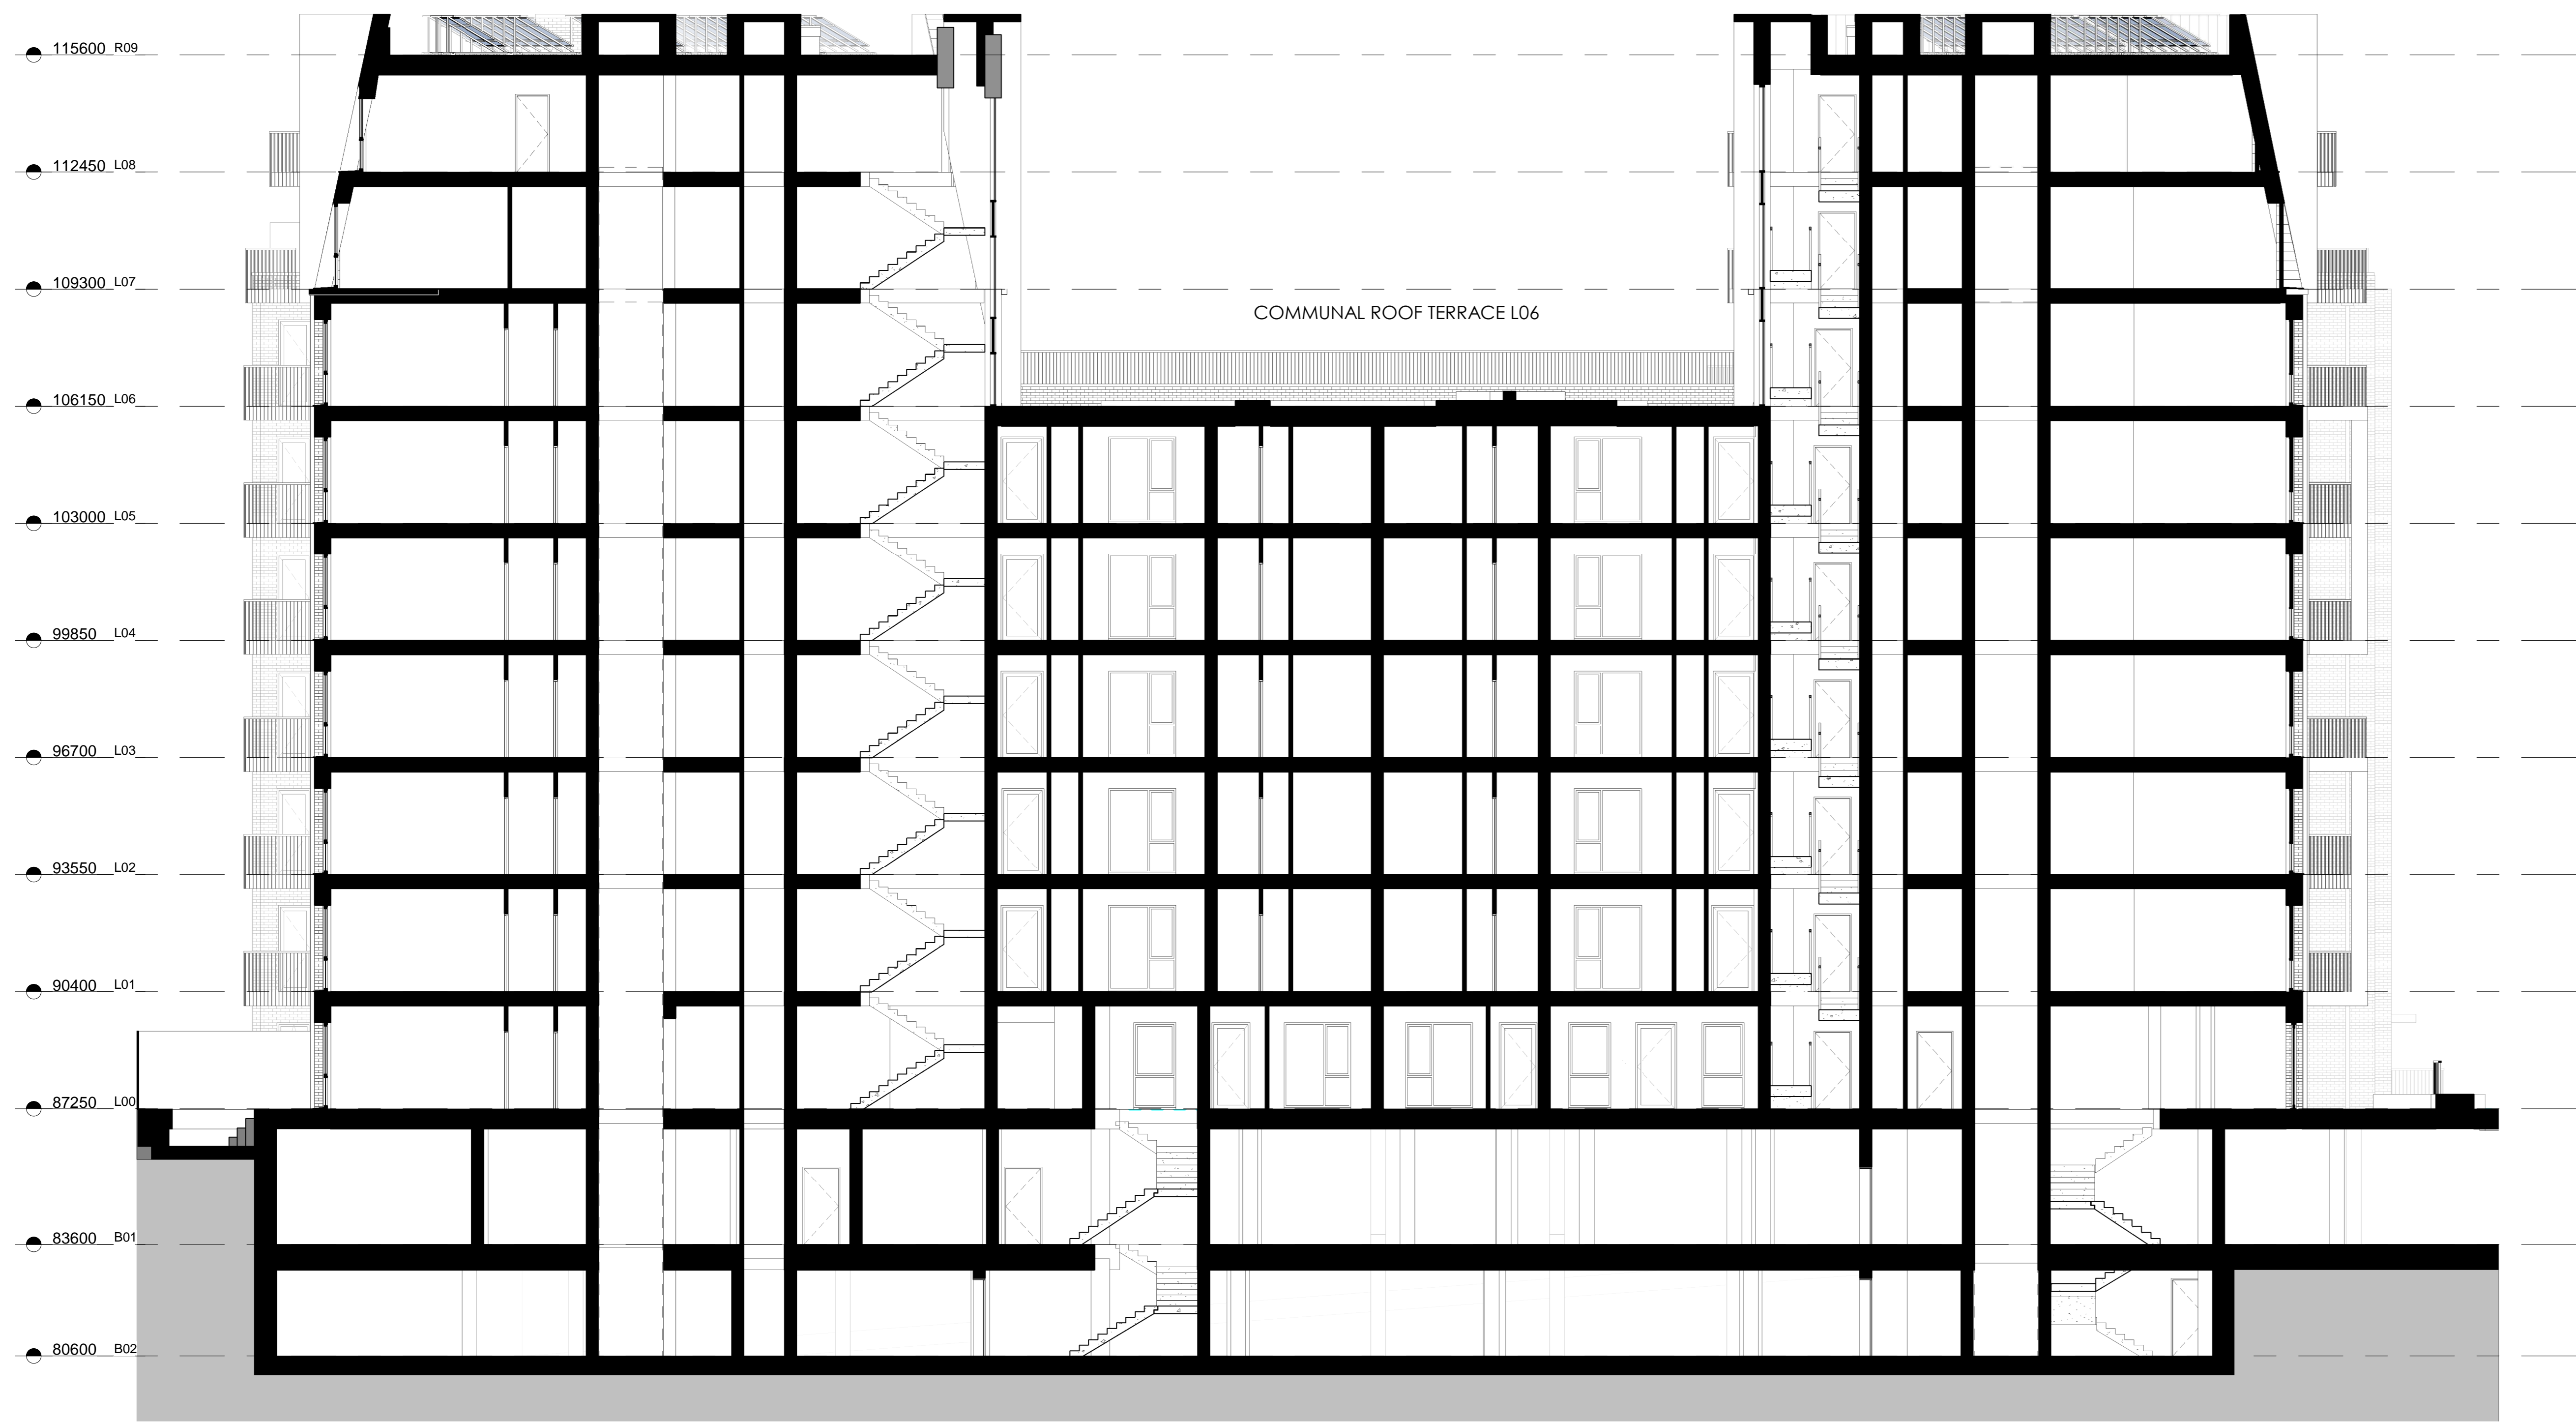 115600 R09
112450 L08
109300 L07
COMMUNAL ROOF TERRACE L06
106150 L06
103000 L05
99850 L04
96700 L03
93550 L02
90400 L01
87250 L00
83600 B01
80600 B02